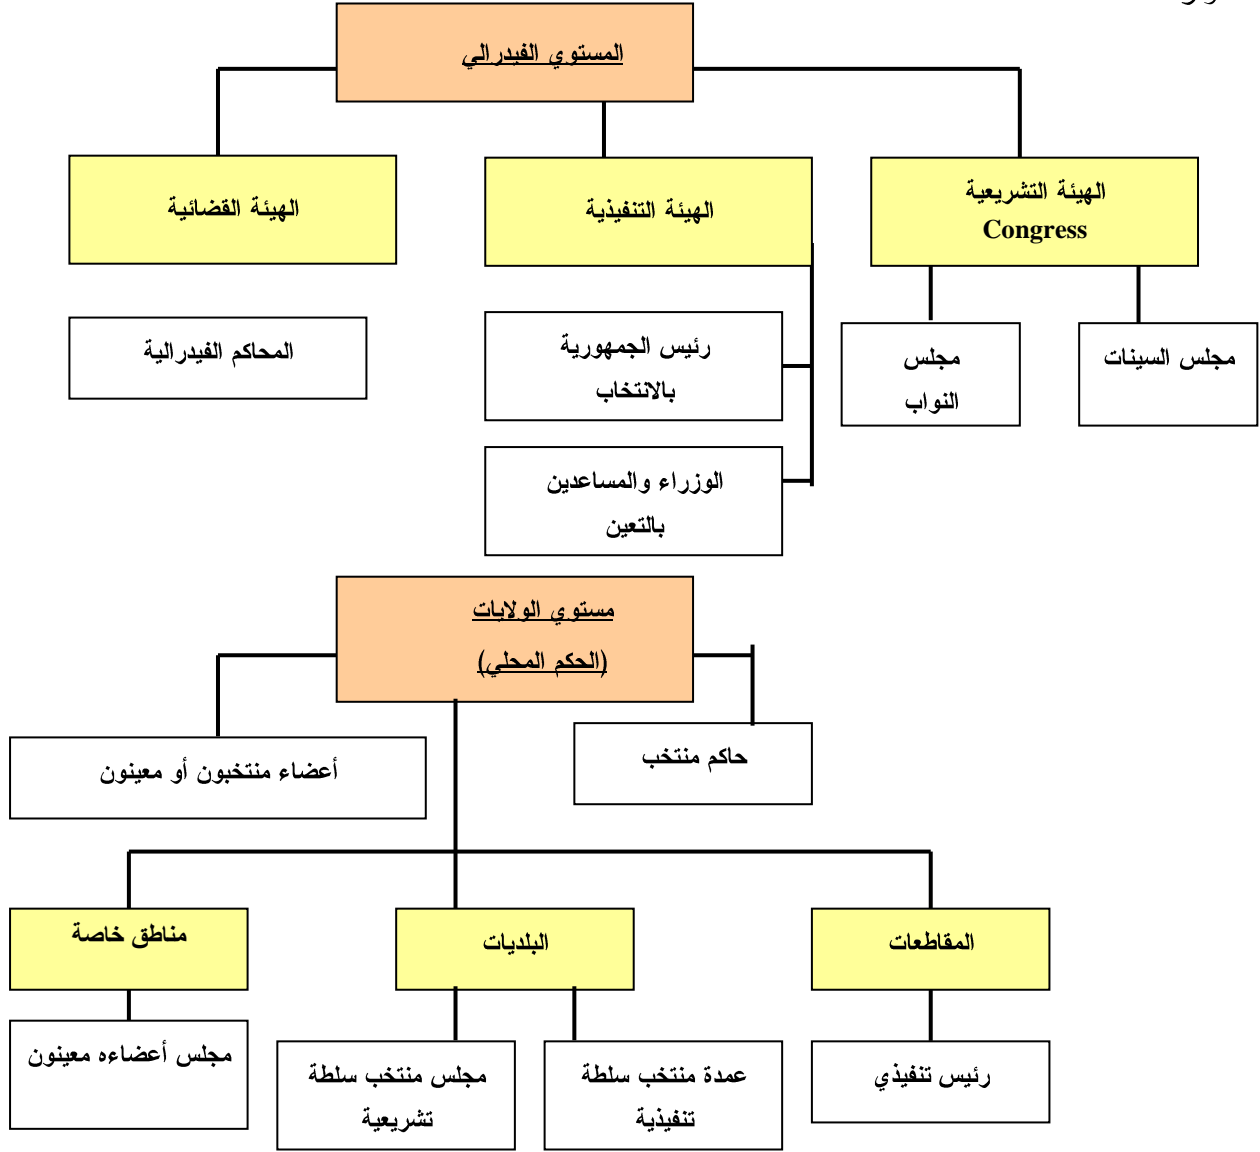 المستوي الفيدرالي
الهيئة التشريعية
Congress
الهيئة التنفيذية
الهيئة القضائية
مجلس السينات
مجلس
النواب
رئيس الجمهورية
بالانتخاب
المحاكم الفيدرالية
الوزراء والمساعدين
بالتعين
مستوي الولايات
(الحكم المحلي)
حاكم منتخب
أعضاء منتخبون أو معينون
المقاطعات
البلديات
مناطق خاصة
رئيس تنفيذي
عمدة منتخب سلطة
تنفيذية
مجلس منتخب سلطة
تشريعية
مجلس أعضاءه معينون